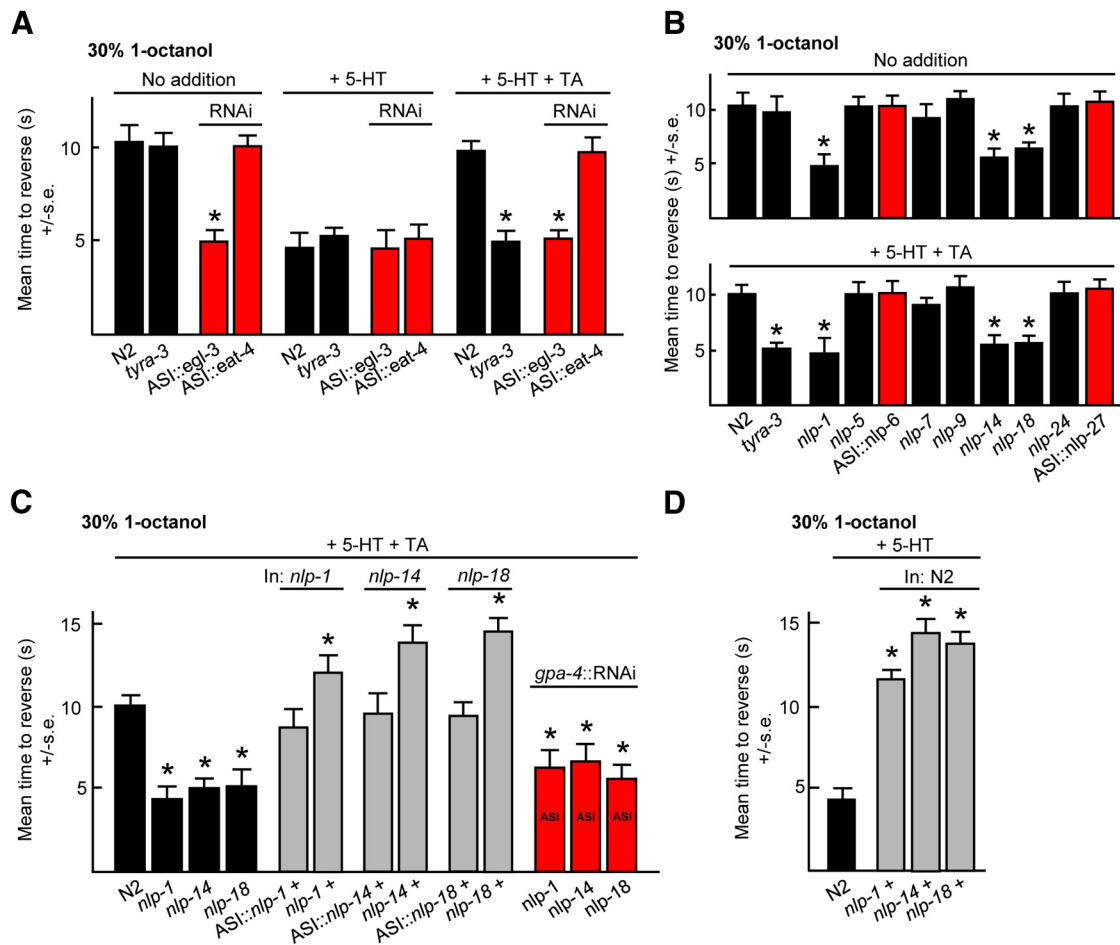 A
30% 1-octanol
No addition
+ 5-HT
+ 5-HT + TA
RNAi
RNAi
RNAi
Mean time to reverse (s)
+/-s.e.
10
5
*
*
*
N2
tyra-3
ASI::egl-3
ASI::eat-4
N2
tyra-3
ASI::egl-3
ASI::eat-4
N2
tyra-3
ASI::egl-3
ASI::eat-4
B
30% 1-octanol
No addition
Mean time to reverse (s) +/-s.e.
10
5
*
*
*
+ 5-HT + TA
10
5
*
*
*
*
N2
tyra-3
nlp-1
nlp-5
ASI::nlp-6
nlp-7
nlp-9
nlp-14
nlp-18
nlp-24
ASI::nlp-27
C
30% 1-octanol
+ 5-HT + TA
In: nlp-1
nlp-14
nlp-18
gpa-4::RNAi
Mean time to reverse (s)
+/-s.e.
15
10
5
*
*
*
*
*
*
*
*
*
ASI
ASI
ASI
N2
nlp-1
nlp-14
nlp-18
ASI::nlp-1 +
nlp-1 +
ASI::nlp-14 +
nlp-14 +
ASI::nlp-18 +
nlp-18 +
nlp-1
nlp-14
nlp-18
D
30% 1-octanol
+ 5-HT
In: N2
Mean time to reverse (s)
+/-s.e.
15
10
5
*
*
*
N2
nlp-1 +
nlp-14 +
nlp-18 +